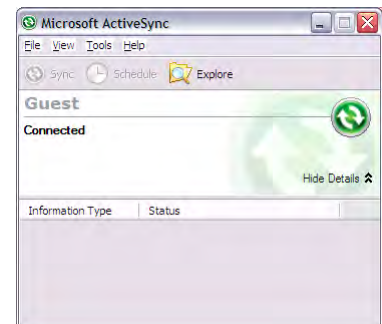 Microsoft ActiveSync
File View Tools Help
Sync Schedule Explore
Guest
Connected
Hide Details
Information Type Status